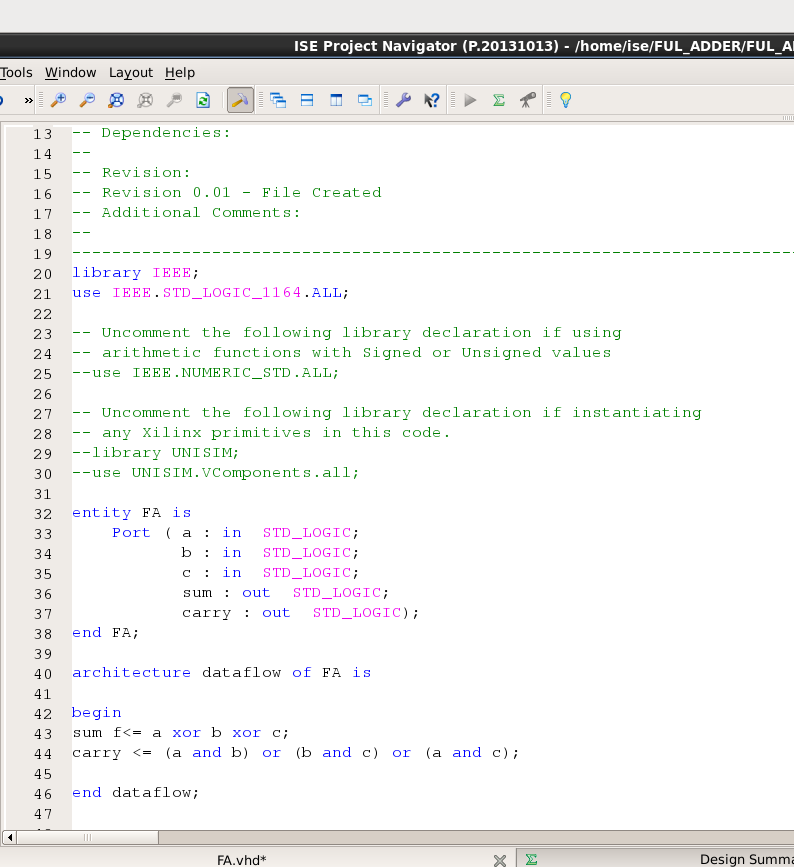 ISE Project Navigator (P.20131013) - /home/ise/FUL_ADDER/FUL_A
Tools Window Layout Help
»
13 -- Dependencies:
14 --
15 -- Revision:
16 -- Revision 0.01 - File Created
17 -- Additional Comments:
18 --
19 --------------------------------------------------------------------------
20 library IEEE;
21 use IEEE.STD_LOGIC_1164.ALL;
22
23 -- Uncomment the following library declaration if using
24 -- arithmetic functions with Signed or Unsigned values
25 --use IEEE.NUMERIC_STD.ALL;
26
27 -- Uncomment the following library declaration if instantiating
28 -- any Xilinx primitives in this code.
29 --library UNISIM;
30 --use UNISIM.VComponents.all;
31
32 entity FA is
33     Port ( a : in  STD_LOGIC;
34            b : in  STD_LOGIC;
35            c : in  STD_LOGIC;
36            sum : out  STD_LOGIC;
37            carry : out  STD_LOGIC);
38 end FA;
39
40 architecture dataflow of FA is
41
42 begin
43 sum f<= a xor b xor c;
44 carry <= (a and b) or (b and c) or (a and c);
45
46 end dataflow;
47
FA.vhd*
Σ Design Summa